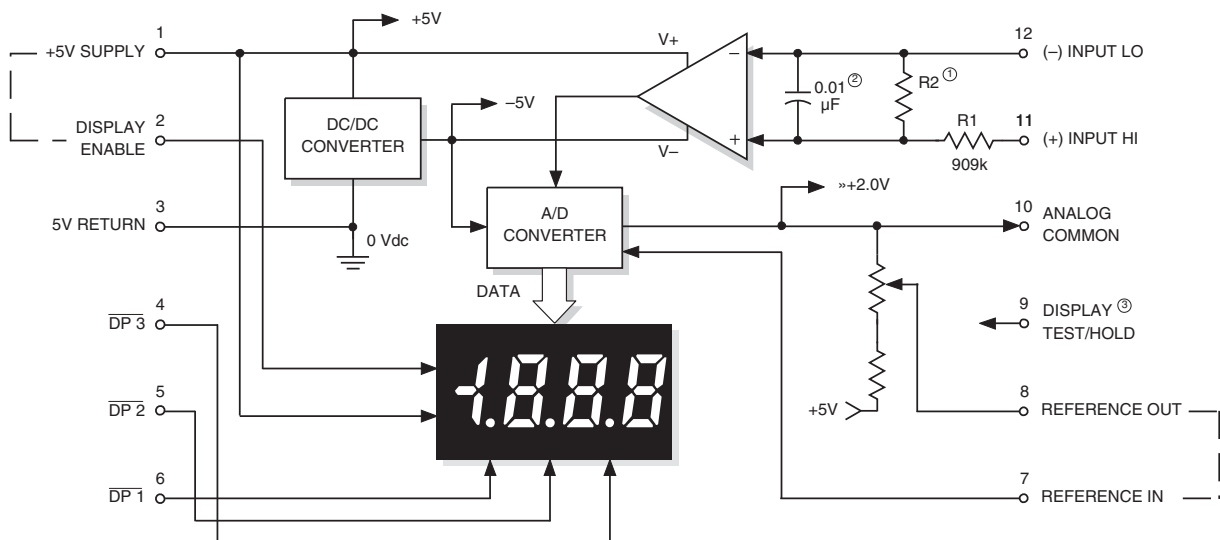 +5V SUPPLY
1
+5V
V+
12
(–) INPUT LO
0.01 ②
µF
R2 ①
DISPLAY
ENABLE
2
DC/DC
CONVERTER
–5V
–
+
V–
R1
909k
11
(+) INPUT HI
5V RETURN
3
0 Vdc
A/D
CONVERTER
»+2.0V
10
ANALOG
COMMON
DATA
DP 3
4
9
DISPLAY ③
TEST/HOLD
-1.8.8.8
DP 2
5
+5V
8
REFERENCE OUT
DP 1
6
7
REFERENCE IN